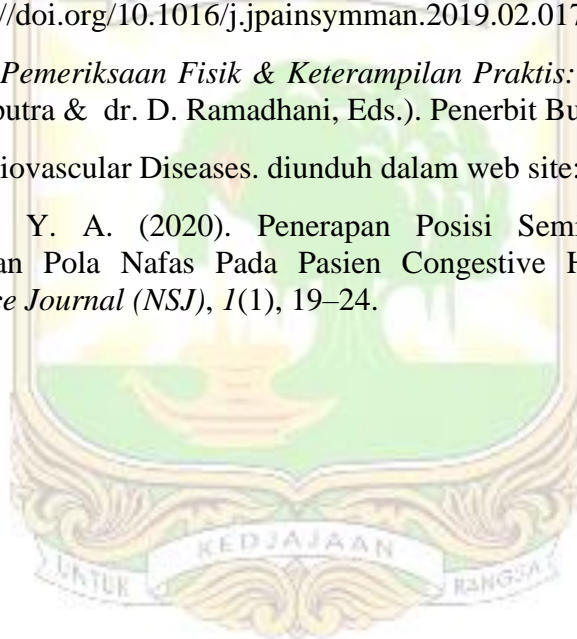 //doi.org/10.1016/j.jpainsymman.2019.02.017
Pemeriksaan Fisik & Keterampilan Praktis:
putra & dr. D. Ramadhani, Eds.). Penerbit Bu
iovascular Diseases. diunduh dalam web site:
Y. A. (2020). Penerapan Posisi Semi
an Pola Nafas Pada Pasien Congestive H
ce Journal (NSJ), 1(1), 19–24.
UNTUK KEDJAJAAN BANGSA